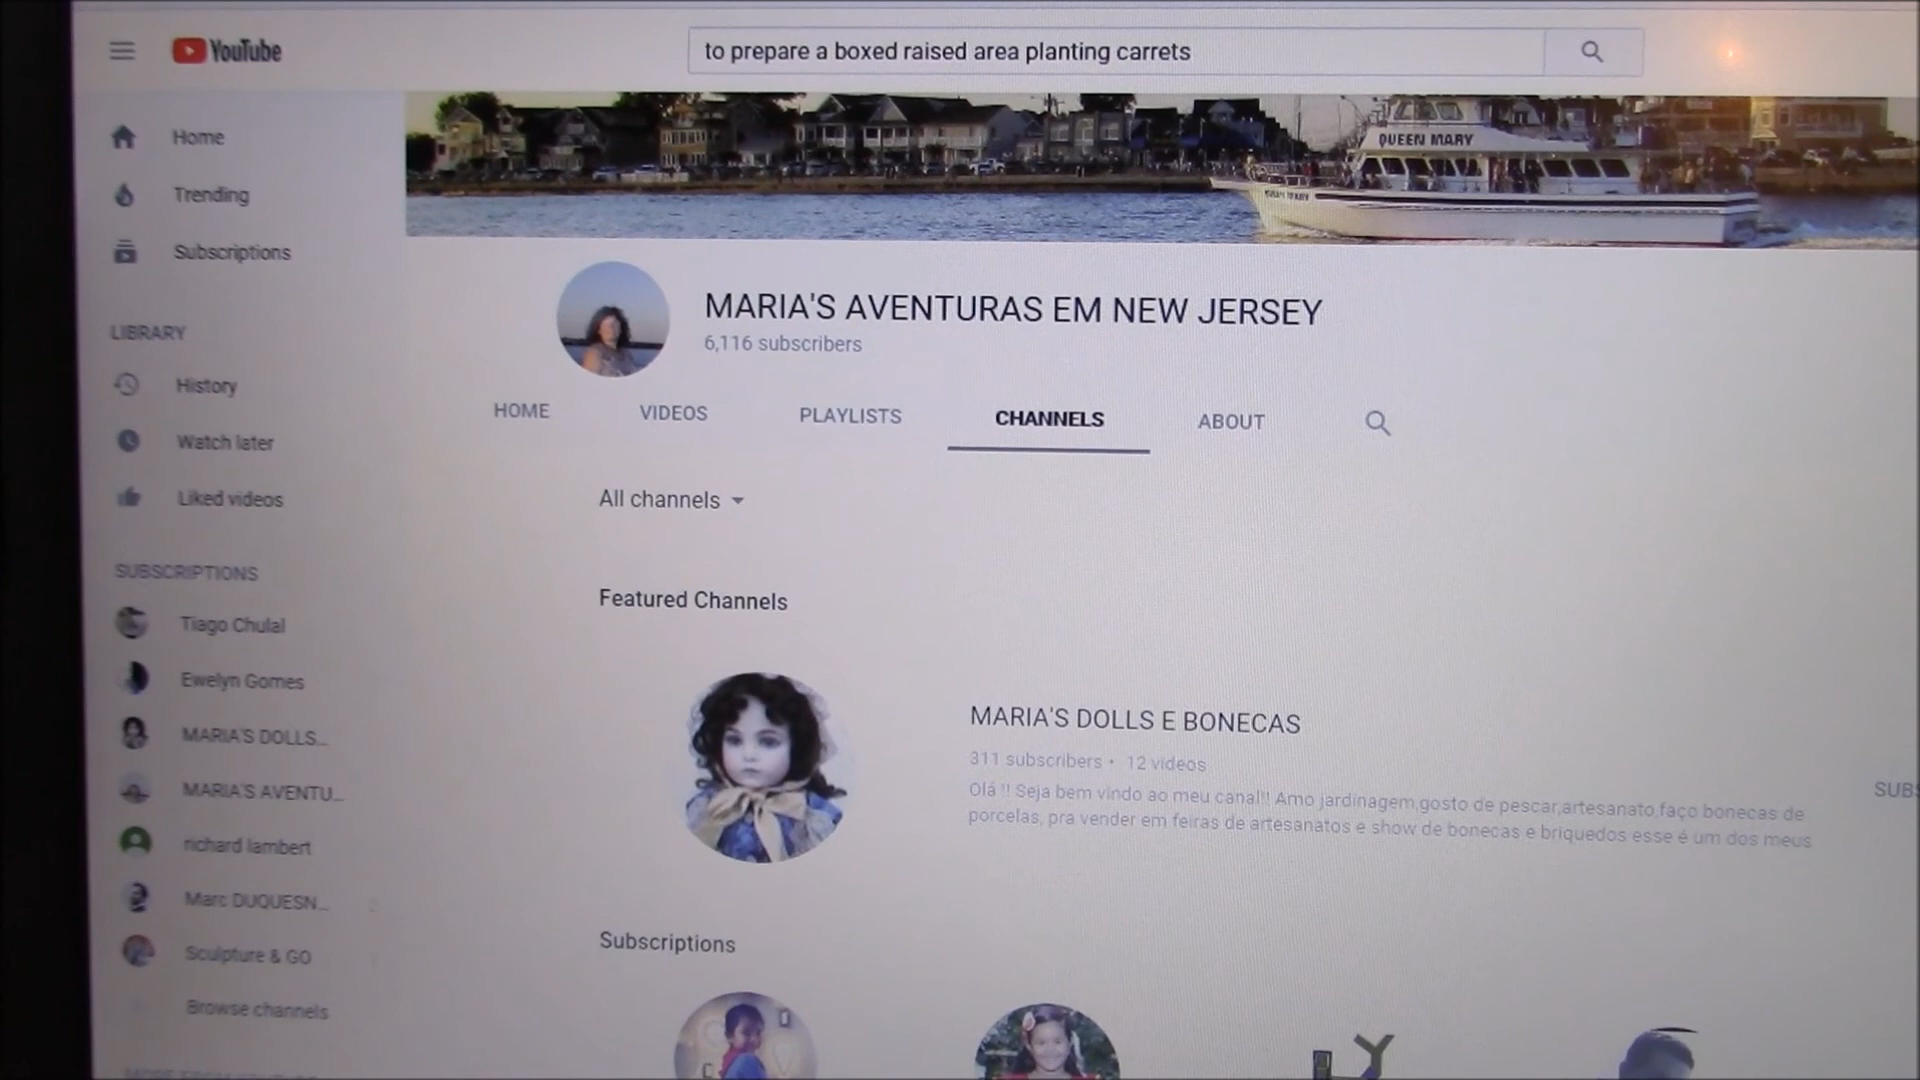 YouTube
to prepare a boxed raised area planting carrets
Home
Trending
Subscriptions
LIBRARY
History
Watch later
Liked videos
SUBSCRIPTIONS
Tiago Chulal
Ewelyn Gomes
MARIA'S DOLLS...
MARIA'S AVENTU...
richard lambert
Marc DUQUESN...
Sculpture & GO
Browse channels
QUEEN MARY
MARIA'S AVENTURAS EM NEW JERSEY
6,116 subscribers
HOME
VIDEOS
PLAYLISTS
CHANNELS
ABOUT
All channels
Featured Channels
MARIA'S DOLLS E BONECAS
311 subscribers • 12 videos
Olá !! Seja bem vindo ao meu canal!! Amo jardinagem,gosto de pescar,artesanato,faço bonecas de
porcelas, pra vender em feiras de artesanatos e show de bonecas e briquedos esse é um dos meus
SUBS
Subscriptions